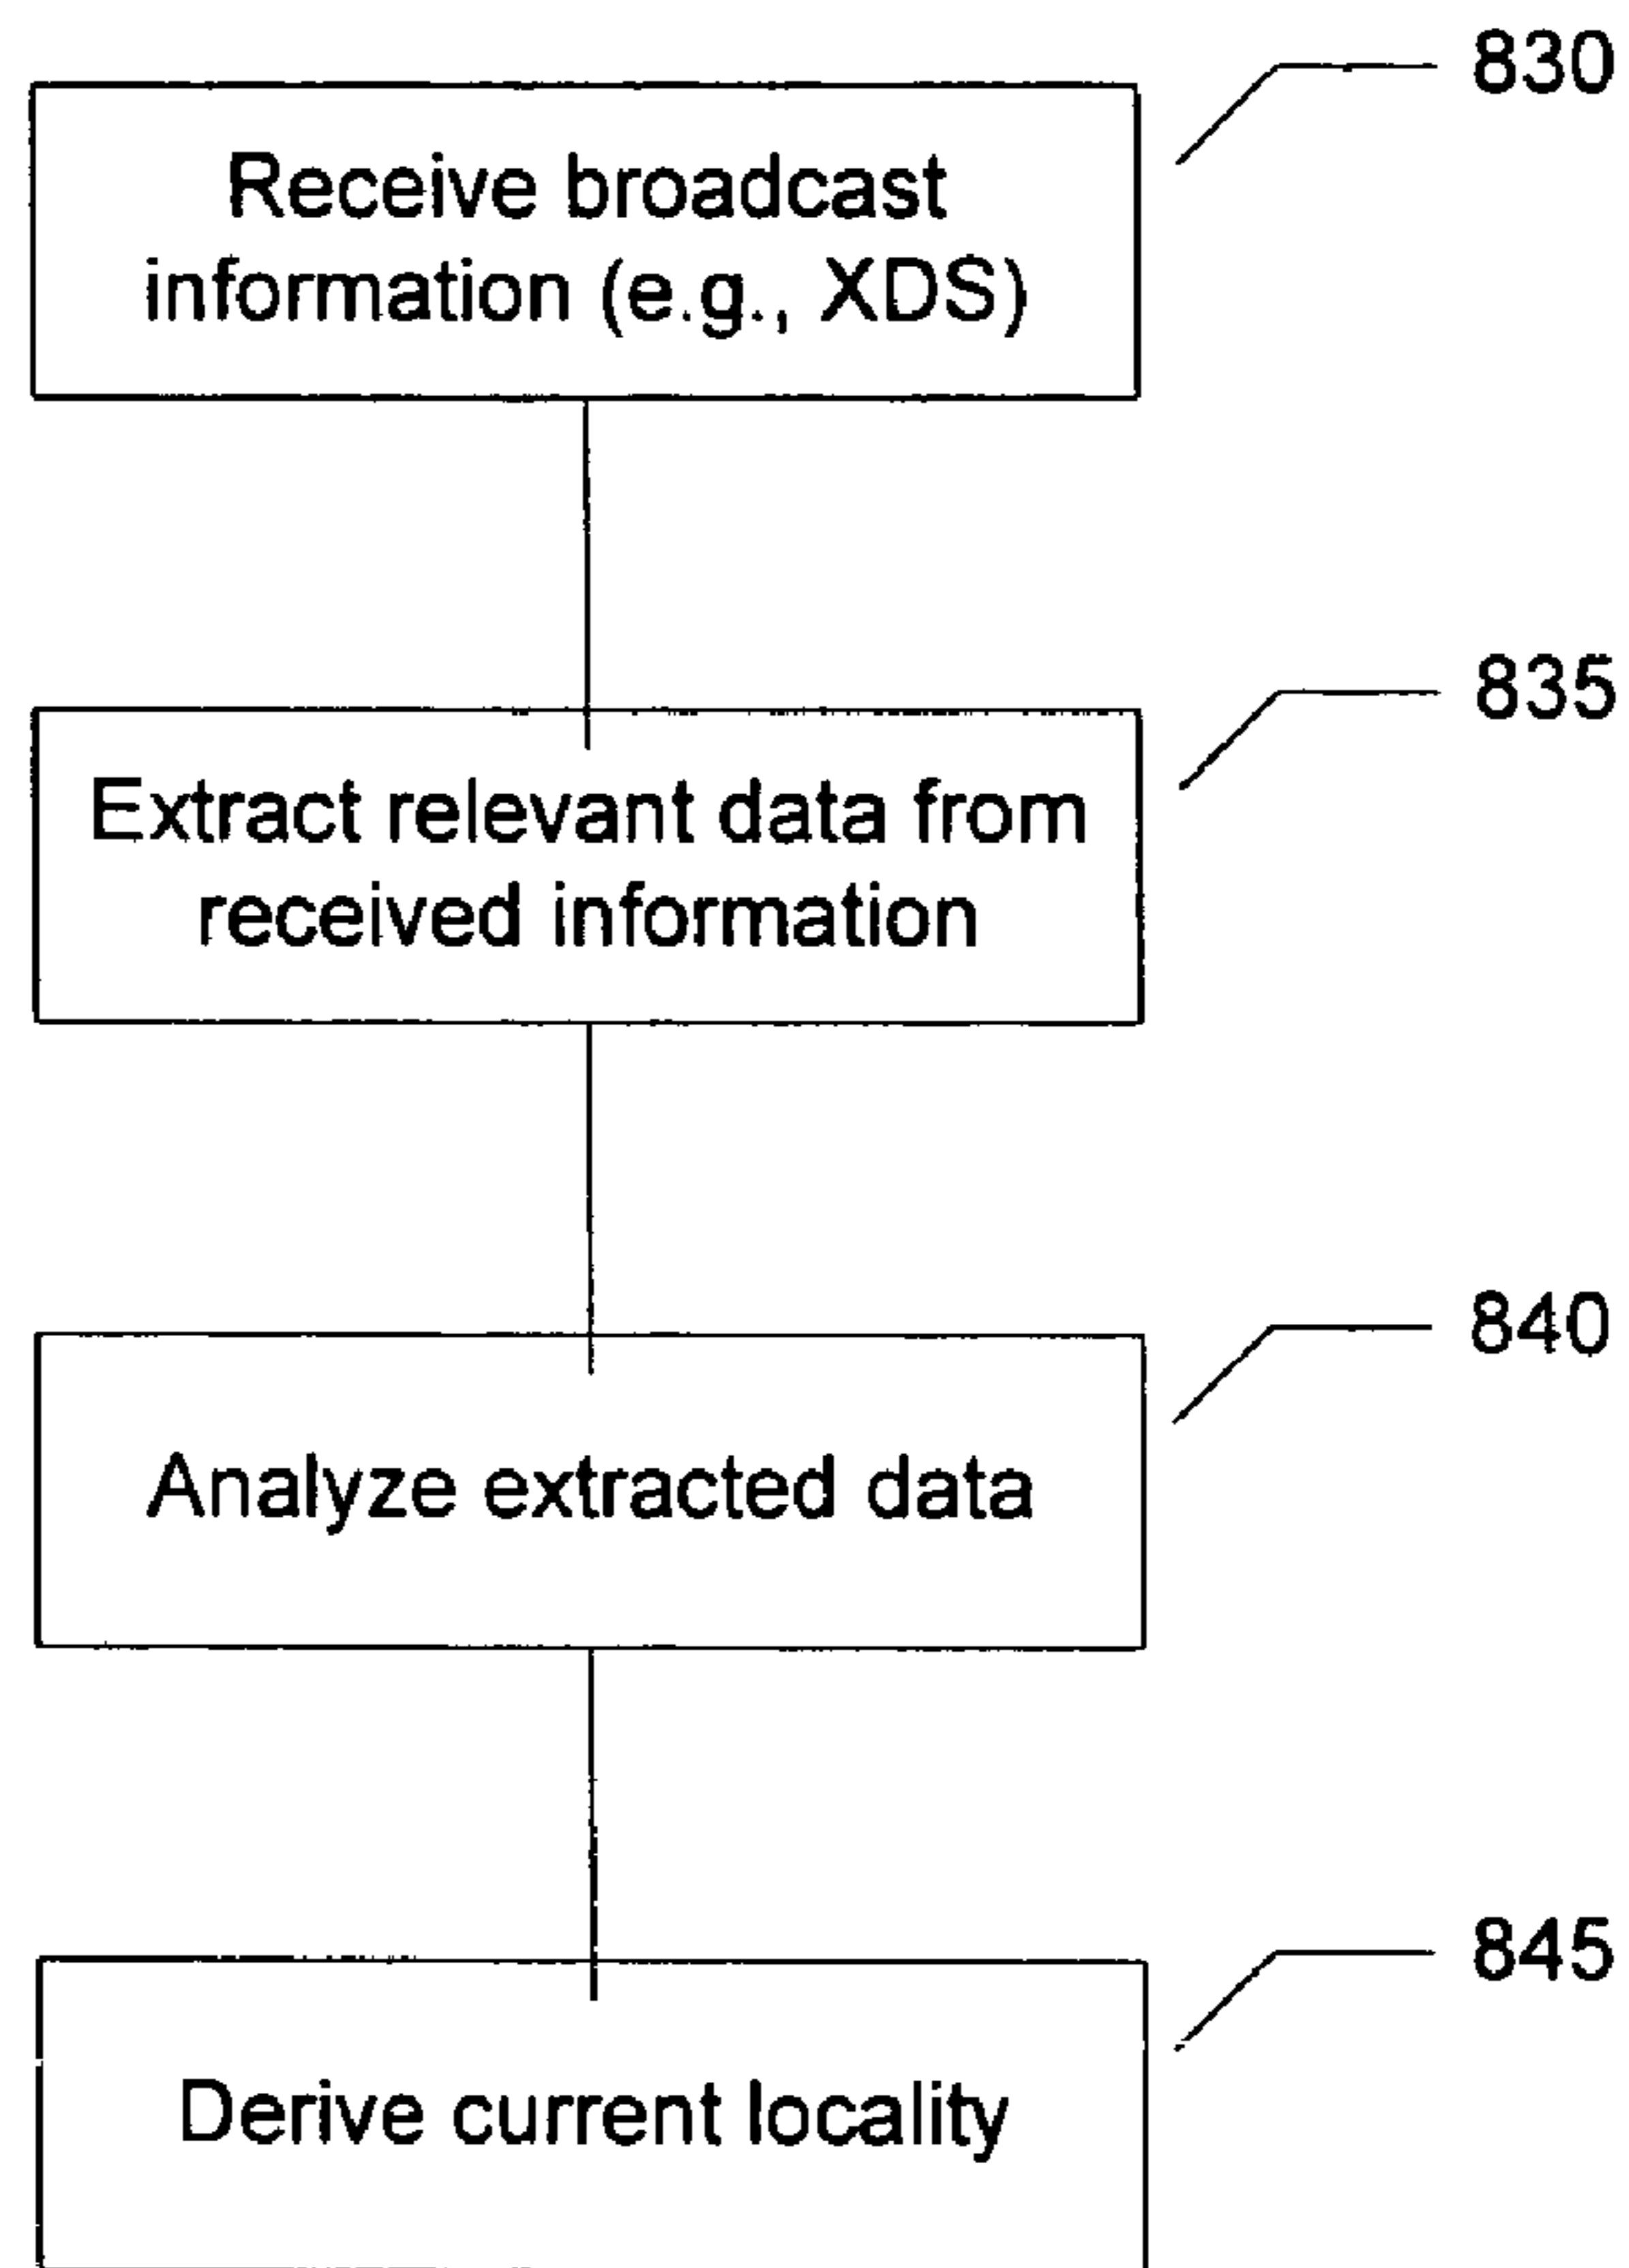 830
Receive broadcast
information (e.g., XDS)
835
Extract relevant data from
received information
840
Analyze extracted data
845
Derive current locality